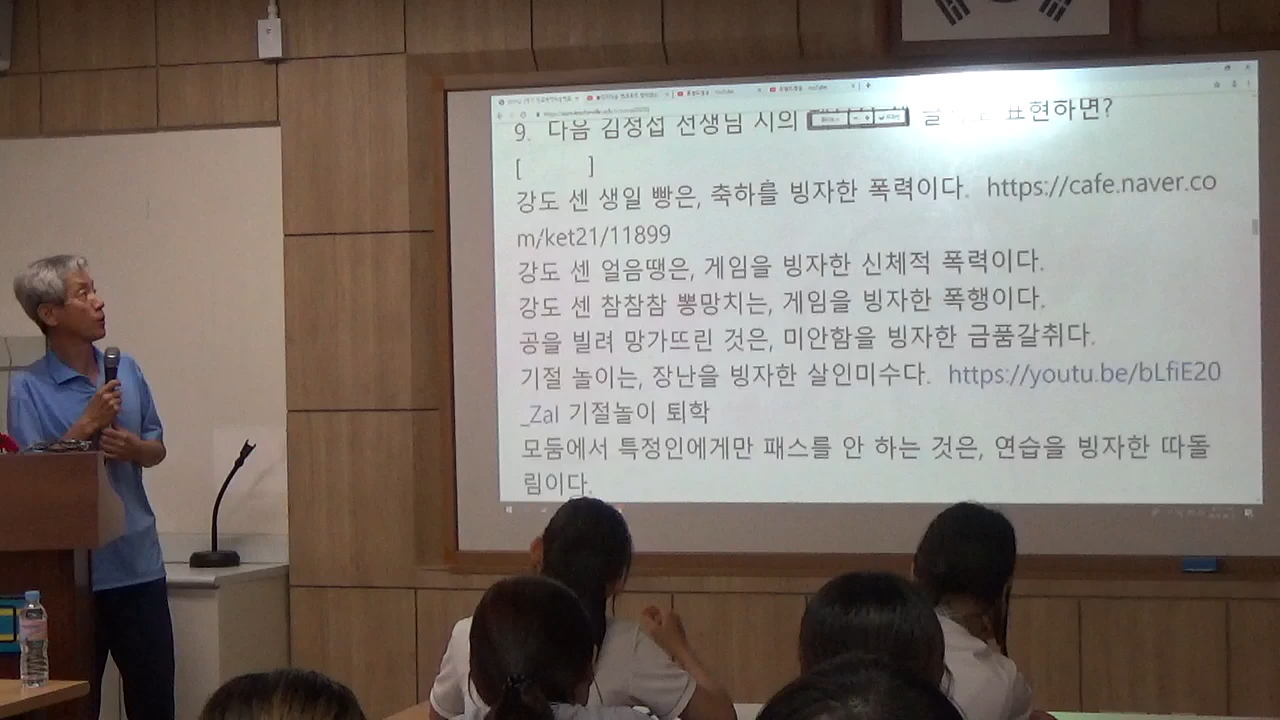 9. 다음 김정섭 선생님 시의 표현하면?
[ ]
강도 센 생일 빵은, 축하를 빙자한 폭력이다. https://cafe.naver.co
m/ket21/11899
강도 센 얼음땡은, 게임을 빙자한 신체적 폭력이다.
강도 센 참참참 뽕망치는, 게임을 빙자한 폭행이다.
공을 빌려 망가뜨린 것은, 미안함을 빙자한 금품갈취다.
기절 놀이는, 장난을 빙자한 살인미수다. https://youtu.be/bLfiE20
_ZaI 기절놀이 퇴학
모둠에서 특정인에게만 패스를 안 하는 것은, 연습을 빙자한 따돌
림이다.